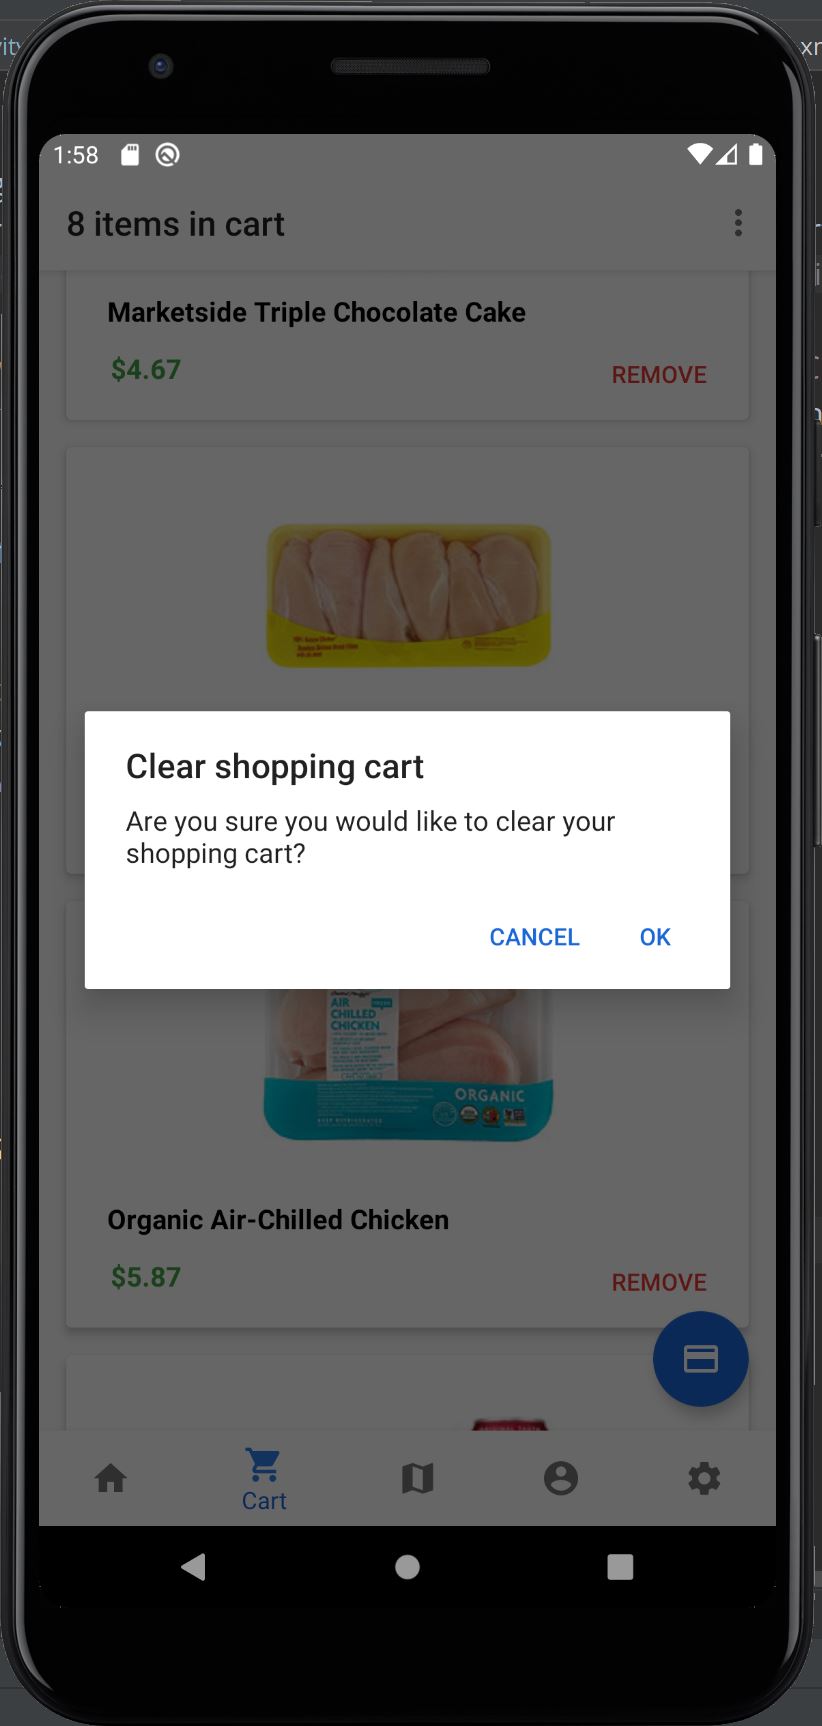 1:58
8 items in cart
Marketside Triple Chocolate Cake
$4.67
REMOVE
Clear shopping cart
Are you sure you would like to clear your
shopping cart?
CANCEL
OK
AIR
CHILLED
CHICKEN
ORGANIC
KEEP REFRIGERATED
Organic Air-Chilled Chicken
$5.87
REMOVE
Cart